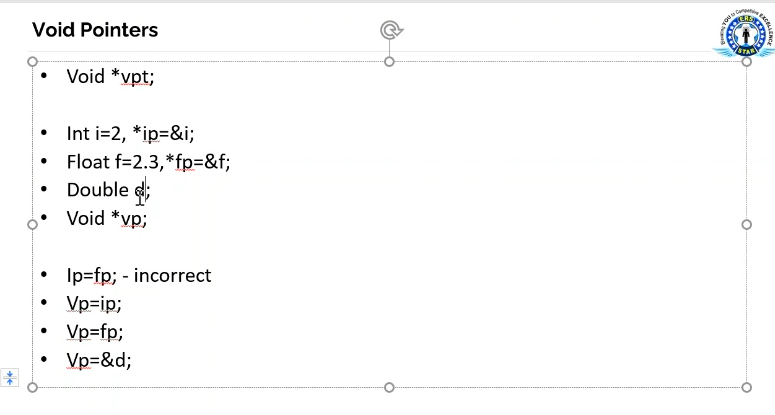 Void Pointers
• Void *vpt;
• Int i=2, *ip=&i;
• Float f=2.3,*fp=&f;
• Double d;
• Void *vp;
• Ip=fp; - incorrect
• Vp=ip;
• Vp=fp;
• Vp=&d;